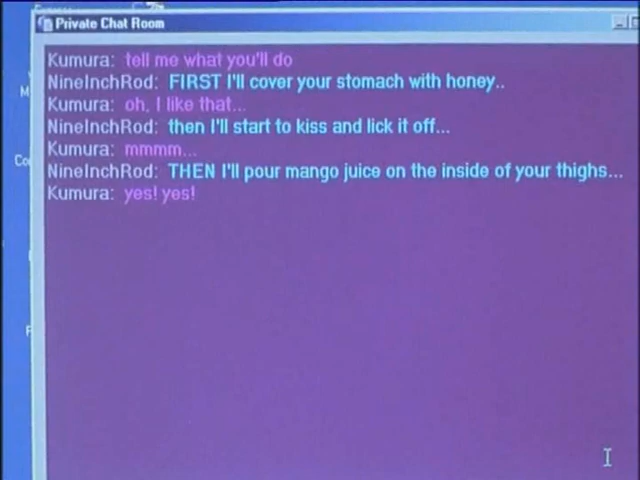 Private Chat Room
Kumura: tell me what you'll do
NineInchRod: FIRST I'll cover your stomach with honey..
Kumura: oh, I like that...
NineInchRod: then I'll start to kiss and lick it off...
Kumura: mmmm...
NineInchRod: THEN I'll pour mango juice on the inside of your thighs...
Kumura: yes! yes!